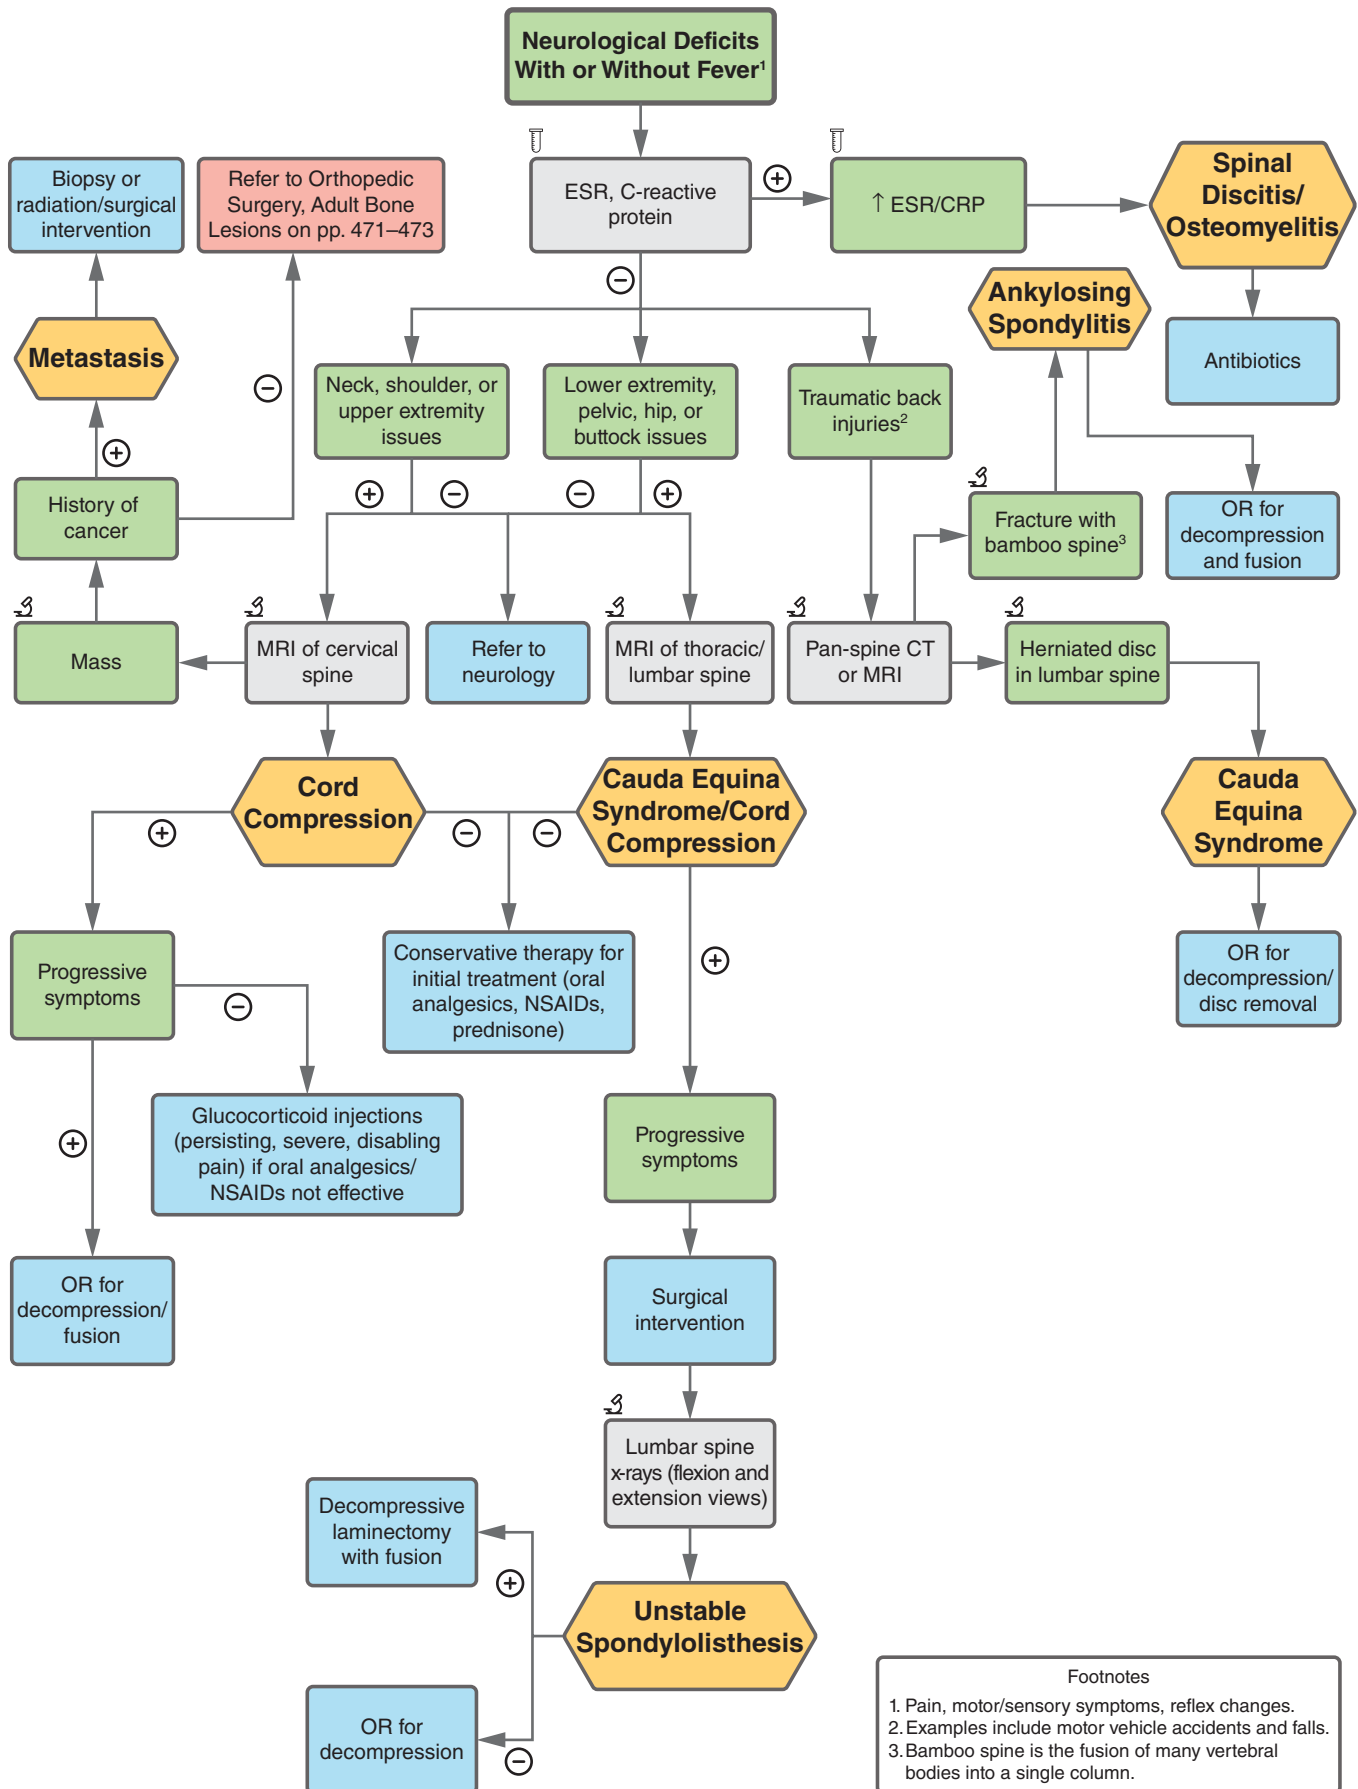 Neurological Deficits
With or Without Fever¹
Biopsy or
radiation/surgical
intervention
Refer to Orthopedic
Surgery, Adult Bone
Lesions on pp. 471–473
ESR, C-reactive
protein
+
↑ ESR/CRP
Spinal
Discitis/
Osteomyelitis
−
Ankylosing
Spondylitis
Metastasis
−
Antibiotics
Neck, shoulder, or
upper extremity
issues
Lower extremity,
pelvic, hip, or
buttock issues
Traumatic back
injuries²
+
History of
cancer
+
−
−
+
Fracture with
bamboo spine³
OR for
decompression
and fusion
Mass
MRI of cervical
spine
Refer to
neurology
MRI of thoracic/
lumbar spine
Pan-spine CT
or MRI
Herniated disc
in lumbar spine
Cord
Compression
Cauda Equina
Syndrome/Cord
Compression
Cauda
Equina
Syndrome
+
−
−
Progressive
symptoms
−
Conservative therapy for
initial treatment (oral
analgesics, NSAIDs,
prednisone)
+
OR for
decompression/
disc removal
Glucocorticoid injections
(persisting, severe, disabling
pain) if oral analgesics/
NSAIDs not effective
+
Progressive
symptoms
OR for
decompression/
fusion
Surgical
intervention
Lumbar spine
x-rays (flexion and
extension views)
Decompressive
laminectomy
with fusion
+
Unstable
Spondylolisthesis
OR for
decompression
−
Footnotes
1. Pain, motor/sensory symptoms, reflex changes.
2. Examples include motor vehicle accidents and falls.
3. Bamboo spine is the fusion of many vertebral
bodies into a single column.